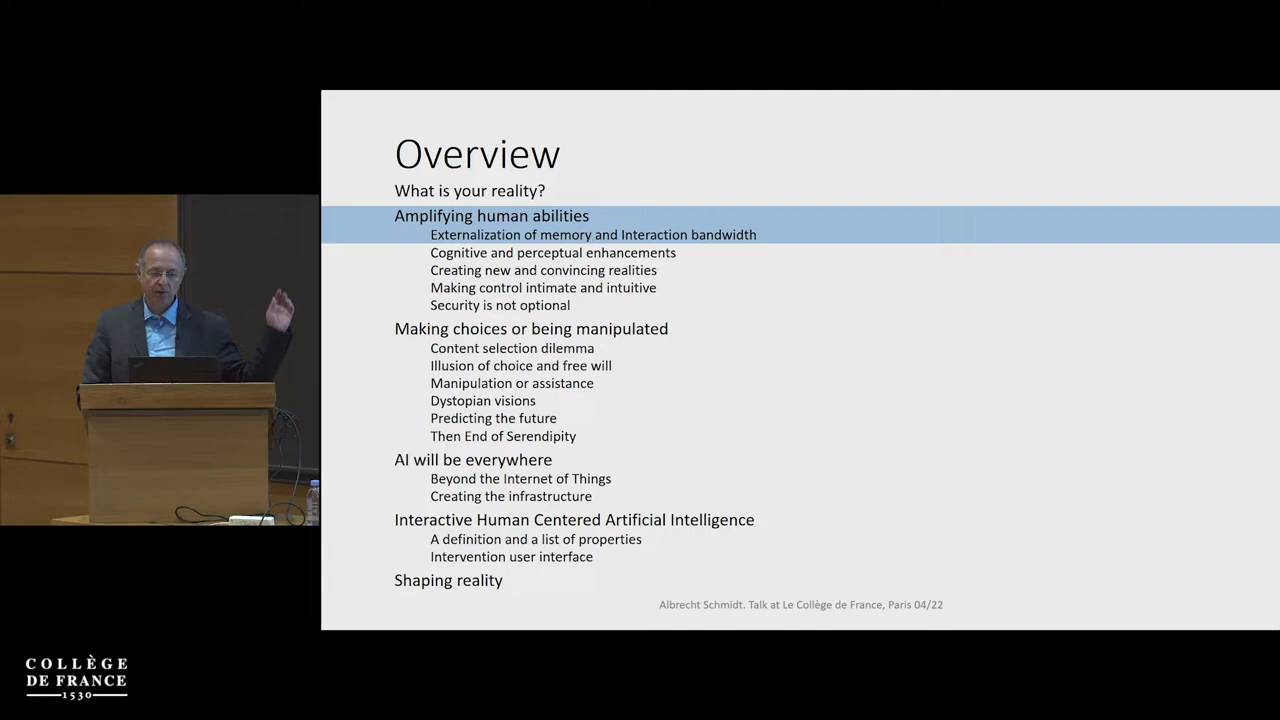 Overview
What is your reality?
Amplifying human abilities
Externalization of memory and Interaction bandwidth
Cognitive and perceptual enhancements
Creating new and convincing realities
Making control intimate and intuitive
Security is not optional
Making choices or being manipulated
Content selection dilemma
Illusion of choice and free will
Manipulation or assistance
Dystopian visions
Predicting the future
Then End of Serendipity
AI will be everywhere
Beyond the Internet of Things
Creating the infrastructure
Interactive Human Centered Artificial Intelligence
A definition and a list of properties
Intervention user interface
Shaping reality
Albrecht Schmidt. Talk at Le Collège de France, Paris 04/22
COLLÈGE
DE FRANCE
1530